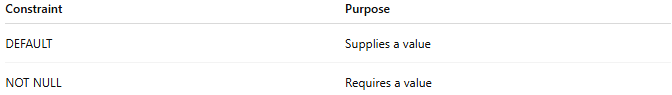 Constraint Purpose
DEFAULT Supplies a value
NOT NULL Requires a value